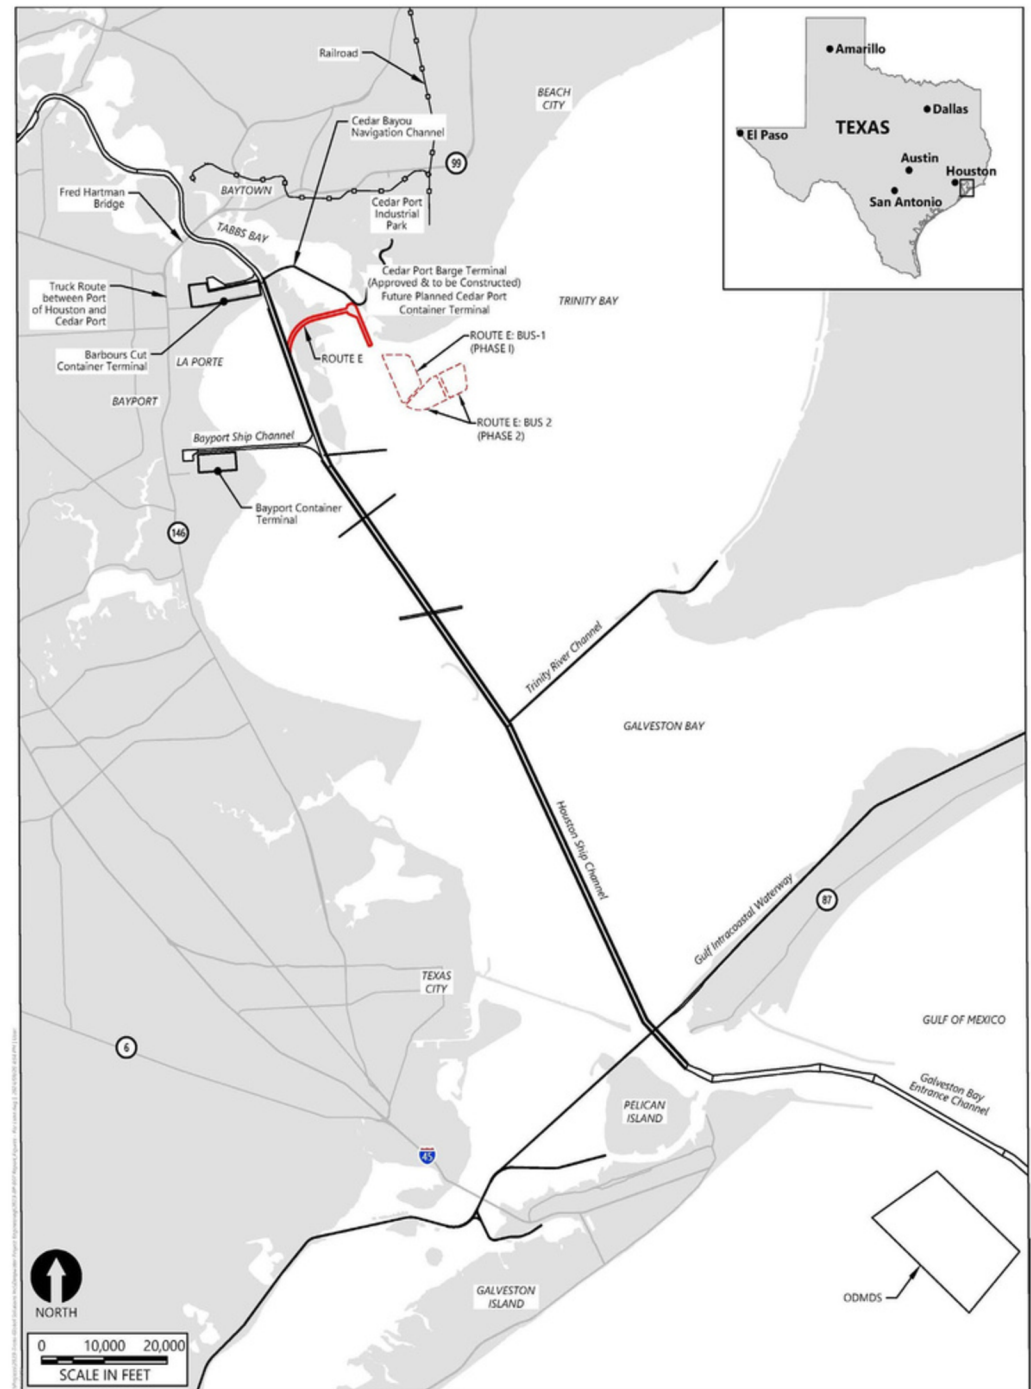 Railroad
BEACH
CITY
Cedar Bayou
Navigation Channel
99
Fred Hartman
Bridge
BAYTOWN
Cedar Port
Industrial
Park
TABBS BAY
Truck Route
between Port
of Houston and
Cedar Port
Cedar Port Barge Terminal
(Approved & to be Constructed)
Future Planned Cedar Port
Container Terminal
TRINITY BAY
Barbours Cut
Container Terminal
LA PORTE
ROUTE E
ROUTE E: BUS-1
(PHASE I)
BAYPORT
ROUTE E: BUS 2
(PHASE 2)
Bayport Ship Channel
Bayport Container
Terminal
146
Trinity River Channel
GALVESTON BAY
Houston Ship Channel
Gulf Intracoastal Waterway
87
TEXAS
CITY
GULF OF MEXICO
6
Galveston Bay
Entrance Channel
PELICAN
ISLAND
45
GALVESTON
ISLAND
ODMDS
NORTH
0 10,000 20,000
SCALE IN FEET
Amarillo
Dallas
El Paso
TEXAS
Austin
Houston
San Antonio